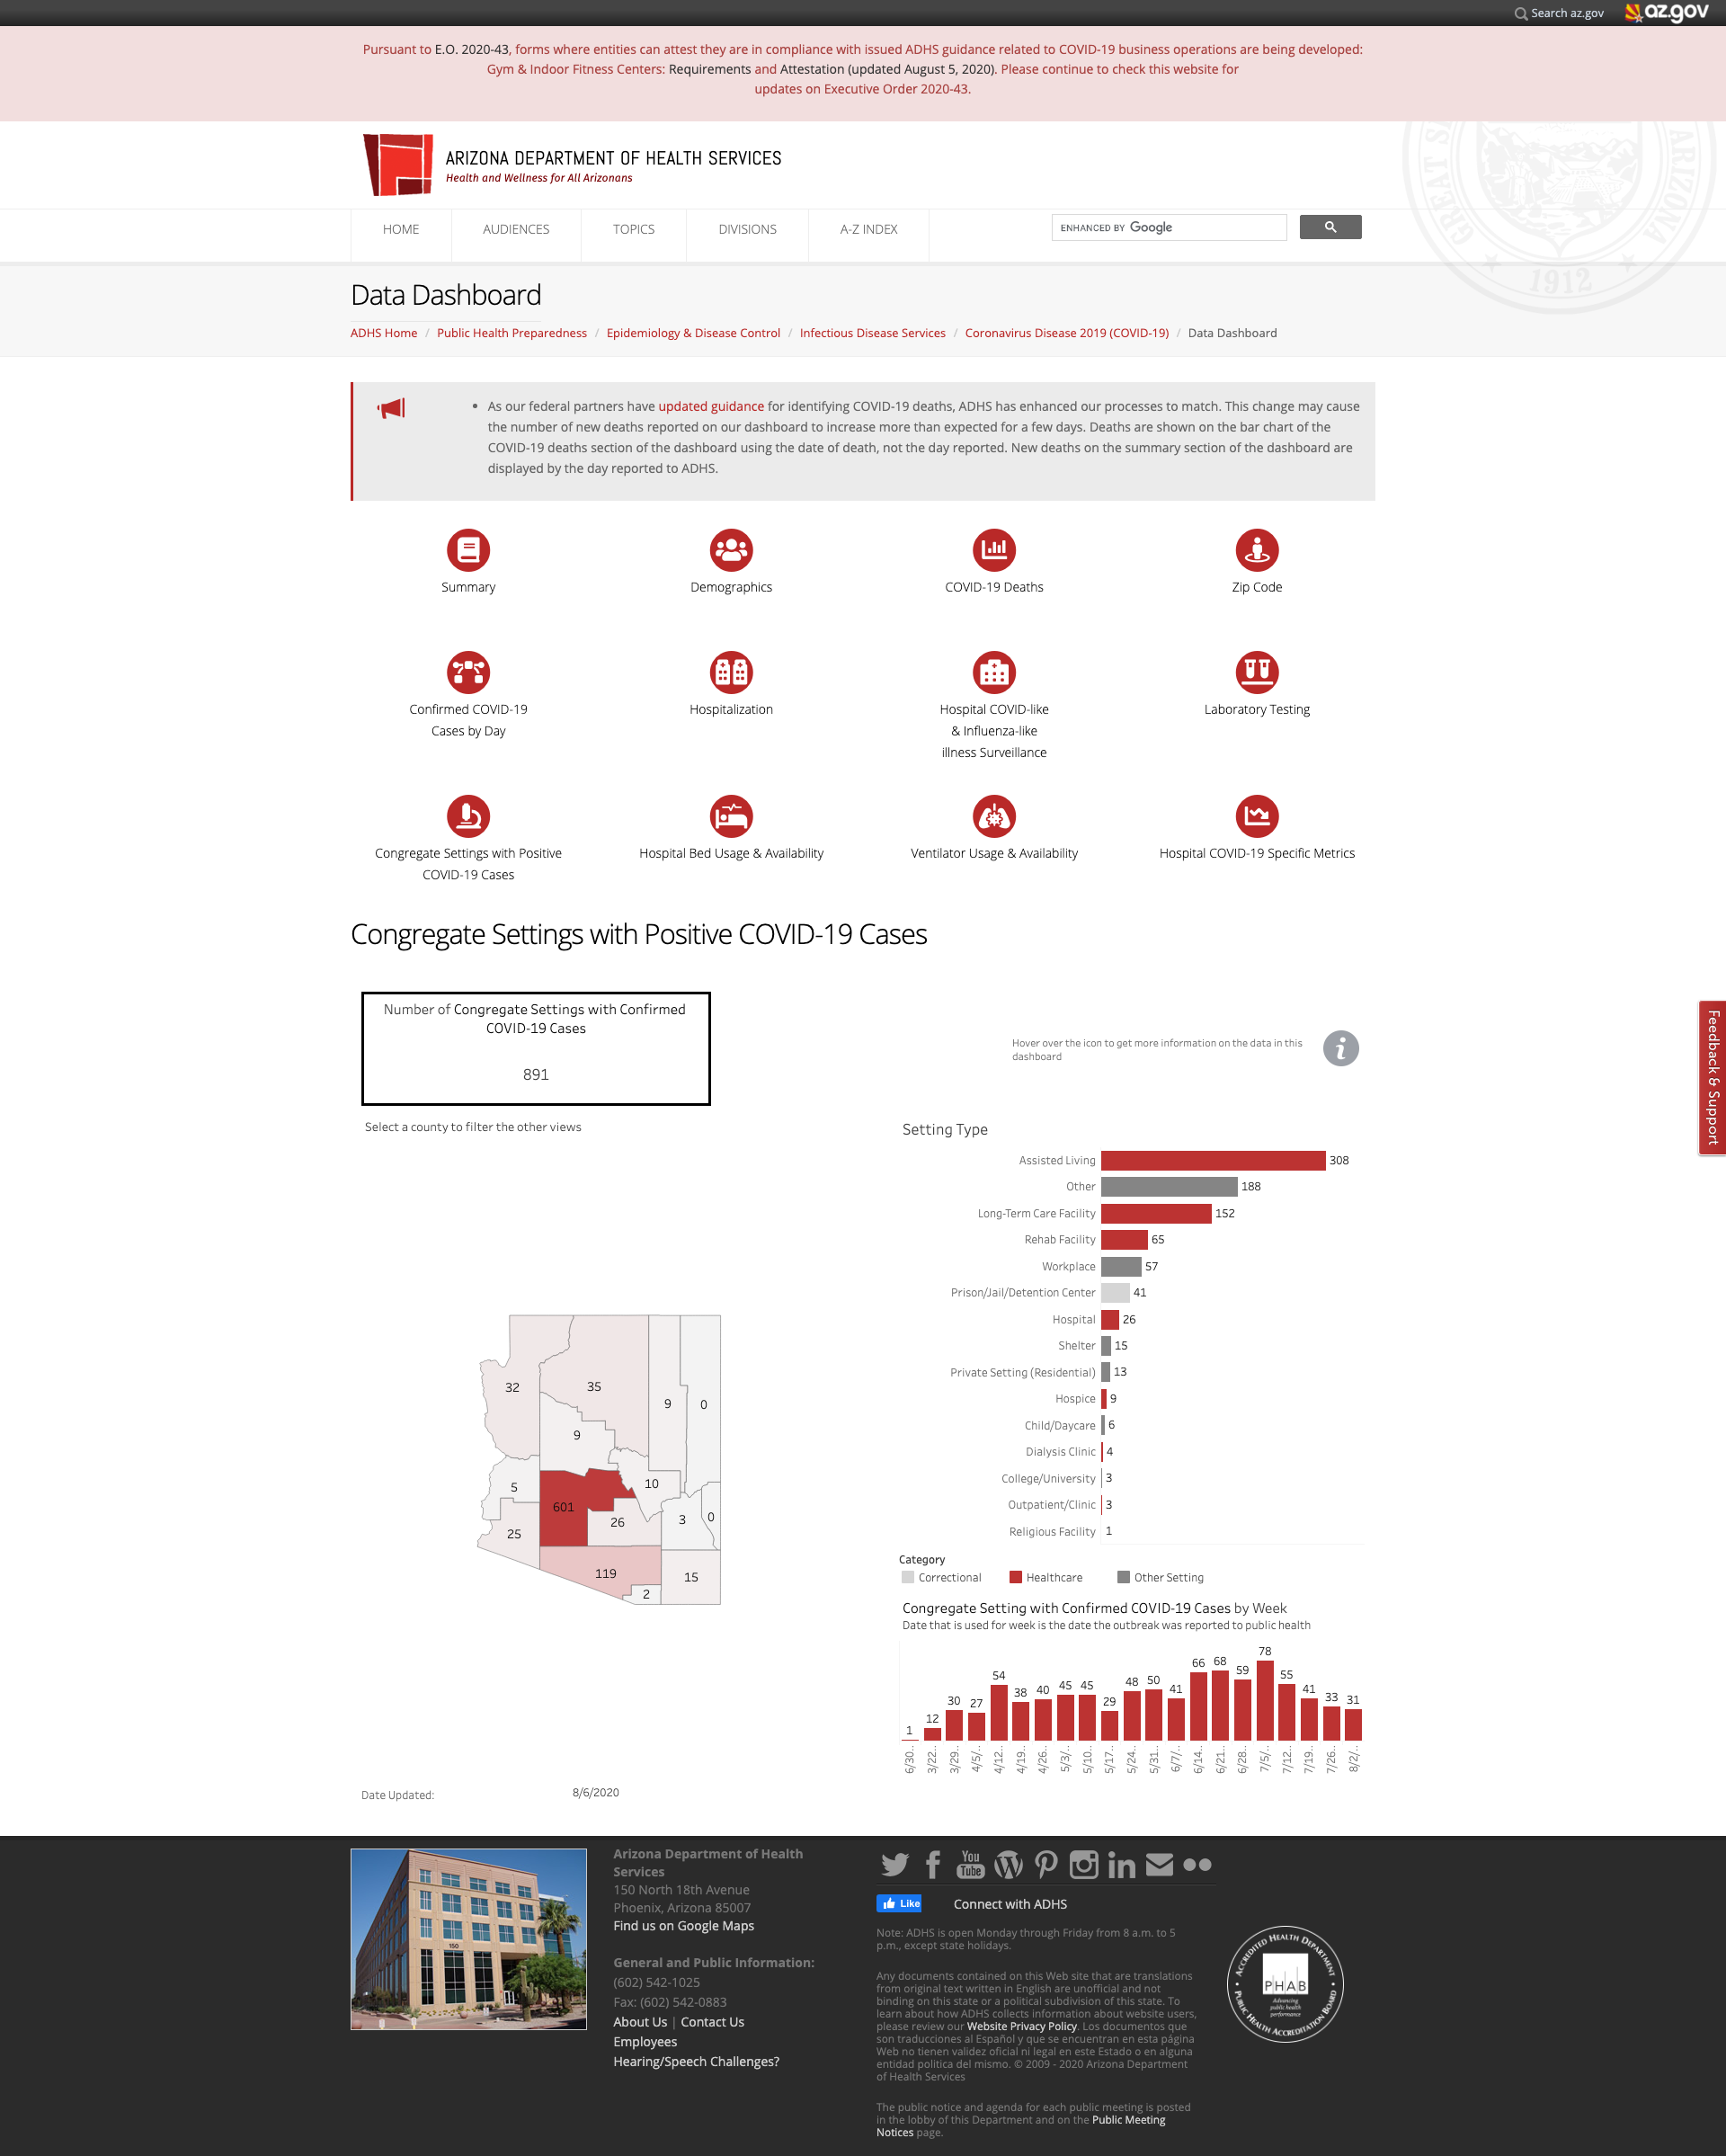 Search az.gov
az.gov
Pursuant to E.O. 2020-43, forms where entities can attest they are in compliance with issued ADHS guidance related to COVID-19 business operations are being developed:
Gym & Indoor Fitness Centers: Requirements and Attestation (updated August 5, 2020). Please continue to check this website for
updates on Executive Order 2020-43.
ARIZONA DEPARTMENT OF HEALTH SERVICES
Health and Wellness for All Arizonans
GREAT SE
ARIZONA
1912
HOME
AUDIENCES
TOPICS
DIVISIONS
A-Z INDEX
ENHANCED BY Google
Data Dashboard
ADHS Home / Public Health Preparedness / Epidemiology & Disease Control / Infectious Disease Services / Coronavirus Disease 2019 (COVID-19) / Data Dashboard
• As our federal partners have updated guidance for identifying COVID-19 deaths, ADHS has enhanced our processes to match. This change may cause
the number of new deaths reported on our dashboard to increase more than expected for a few days. Deaths are shown on the bar chart of the
COVID-19 deaths section of the dashboard using the date of death, not the day reported. New deaths on the summary section of the dashboard are
displayed by the day reported to ADHS.
Summary
Demographics
COVID-19 Deaths
Zip Code
Confirmed COVID-19
Cases by Day
Hospitalization
Hospital COVID-like
& Influenza-like
illness Surveillance
Laboratory Testing
Congregate Settings with Positive
COVID-19 Cases
Hospital Bed Usage & Availability
Ventilator Usage & Availability
Hospital COVID-19 Specific Metrics
Congregate Settings with Positive COVID-19 Cases
Number of Congregate Settings with Confirmed
COVID-19 Cases
891
Hover over the icon to get more information on the data in this
dashboard
i
Feedback & Support
Select a county to filter the other views
32
35
9
0
9
5
10
601
25
26
3
0
119
15
2
Setting Type
Assisted Living 308
Other 188
Long-Term Care Facility 152
Rehab Facility 65
Workplace 57
Prison/Jail/Detention Center 41
Hospital 26
Shelter 15
Private Setting (Residential) 13
Hospice 9
Child/Daycare 6
Dialysis Clinic 4
College/University 3
Outpatient/Clinic 3
Religious Facility 1
Category
Correctional Healthcare Other Setting
Congregate Setting with Confirmed COVID-19 Cases by Week
Date that is used for week is the date the outbreak was reported to public health
1 12 30 27 54 38 40 45 45 29 48 50 41 66 68 59 78 55 41 33 31
6/30.. 3/22.. 3/29.. 4/5/.. 4/12.. 4/19.. 4/26.. 5/3/.. 5/10.. 5/17.. 5/24.. 5/31.. 6/7/.. 6/14.. 6/21.. 6/28.. 7/5/.. 7/12.. 7/19.. 7/26.. 8/2/..
Date Updated: 8/6/2020
150
Arizona Department of Health
Services
150 North 18th Avenue
Phoenix, Arizona 85007
Find us on Google Maps
General and Public Information:
(602) 542-1025
Fax: (602) 542-0883
About Us | Contact Us
Employees
Hearing/Speech Challenges?
You
Tube
Like
Connect with ADHS
Note: ADHS is open Monday through Friday from 8 a.m. to 5
p.m., except state holidays.
Any documents contained on this Web site that are translations
from original text written in English are unofficial and not
binding on this state or a political subdivision of this state. To
learn about how ADHS collects information about website users,
please review our Website Privacy Policy. Los documentos que
son traducciones al Español y que se encuentran en esta página
Web no tienen validez oficial ni legal en este Estado o en alguna
entidad politica del mismo. © 2009 - 2020 Arizona Department
of Health Services
The public notice and agenda for each public meeting is posted
in the lobby of this Department and on the Public Meeting
Notices page.
ACCREDITED HEALTH DEPARTMENT
PHAB
Advancing
public health
performance
PUBLIC HEALTH ACCREDITATION BOARD